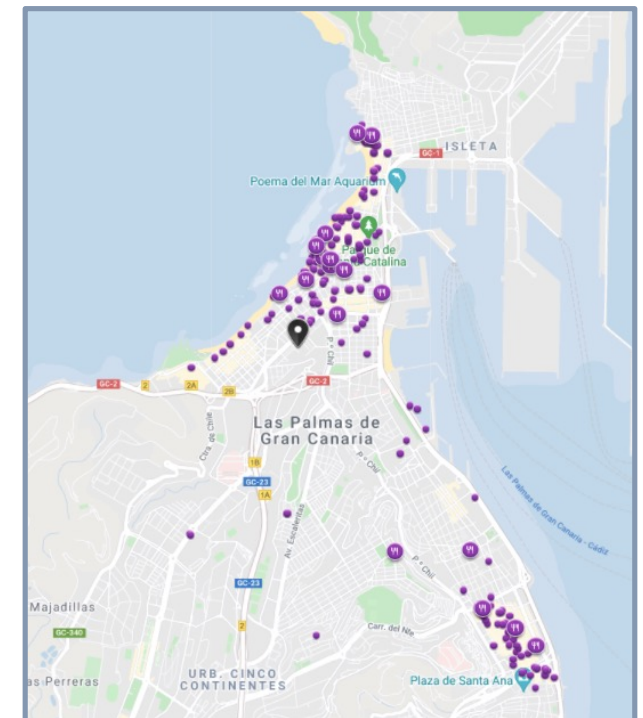 ISLETA
GC-1
Poema del Mar Aquarium
Parque de
Catalina
P.º Chil
GC-2
2
2A
2B
GC-2
Ctra. de Chile
Las Palmas de
Gran Canaria
1B
P.º Chil
GC-23
1A
Las Palmas de Gran Canaria - Cádiz
Av. Escaleritas
P.º Chil
GC-23
Majadillas
2
GC-340
Carr. del Nte
URB. CINCO
CONTINENTES
as Perreras
Plaza de Santa Ana